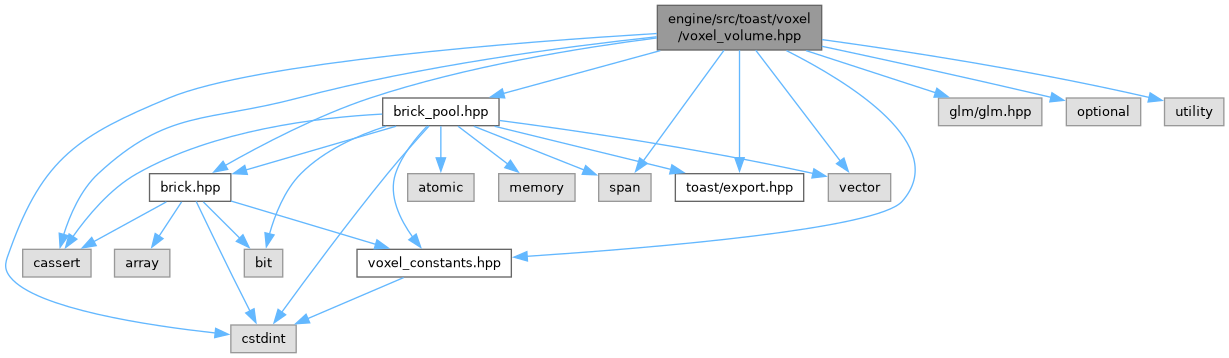 engine/src/toast/voxel
/voxel_volume.hpp
brick_pool.hpp
glm/glm.hpp
optional
utility
brick.hpp
atomic
memory
span
toast/export.hpp
vector
cassert
array
bit
voxel_constants.hpp
cstdint